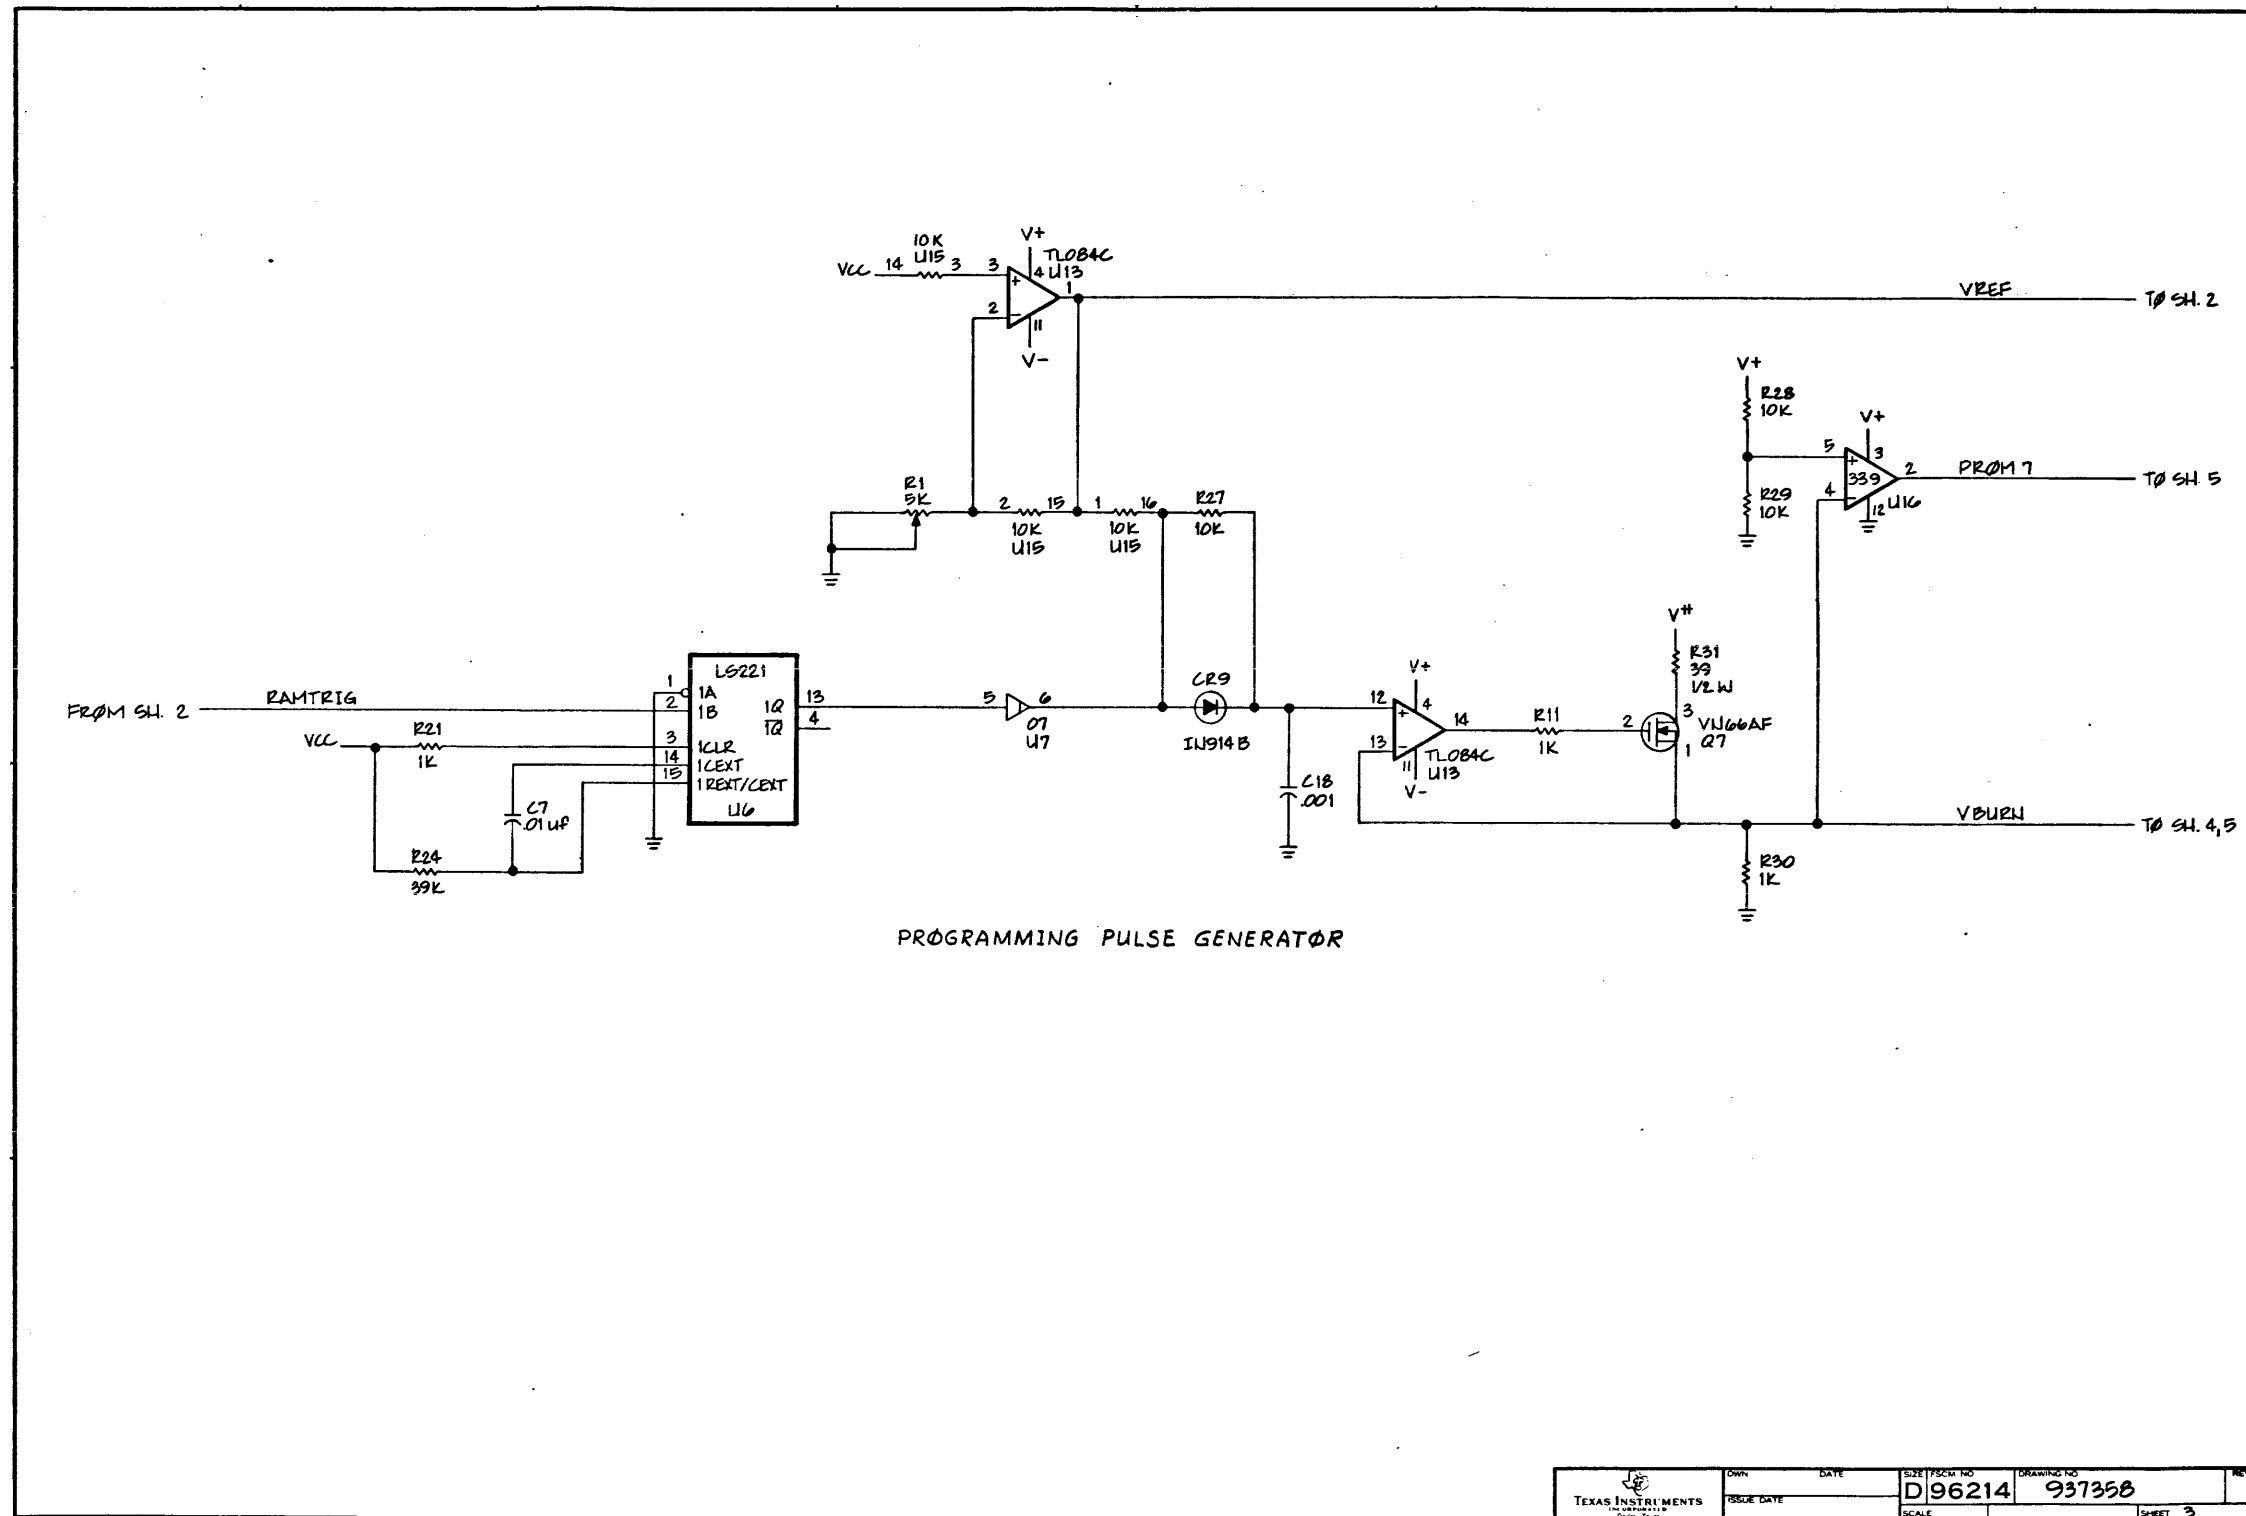 10K
U15
VCC 14 3
3
V+
4
TL084C
U13
1
2
11
V-
VREF
TØ SH. 2
V+
R28
10K
V+
5
3
339
2
PRØM 7
TØ SH. 5
4
12
U16
R29
10K
R1
5K
2 15
10K
U15
1 16
10K
U15
R27
10K
FRØM SH. 2
RAMTRIG
VCC
R21
1K
C7
.01 uf
R24
39K
1
2
3
14
15
LS221
1A
1B
1Q
1Q
1CLR
1CEXT
1REXT/CEXT
U6
13
4
5
6
07
U7
CR9
IN914B
C18
.001
12
13
V+
4
14
TL084C
U13
11
V-
R11
1K
V++
R31
39
1/2 W
2
3
VN66AF
Q7
1
VBURN
TØ SH. 4,5
R30
1K
PRØGRAMMING PULSE GENERATØR
TEXAS INSTRUMENTS
INCORPORATED
DWN DATE
ISSUE DATE
SIZE
D
FSCM NO
96214
DRAWING NO
937358
SCALE
SHEET 3